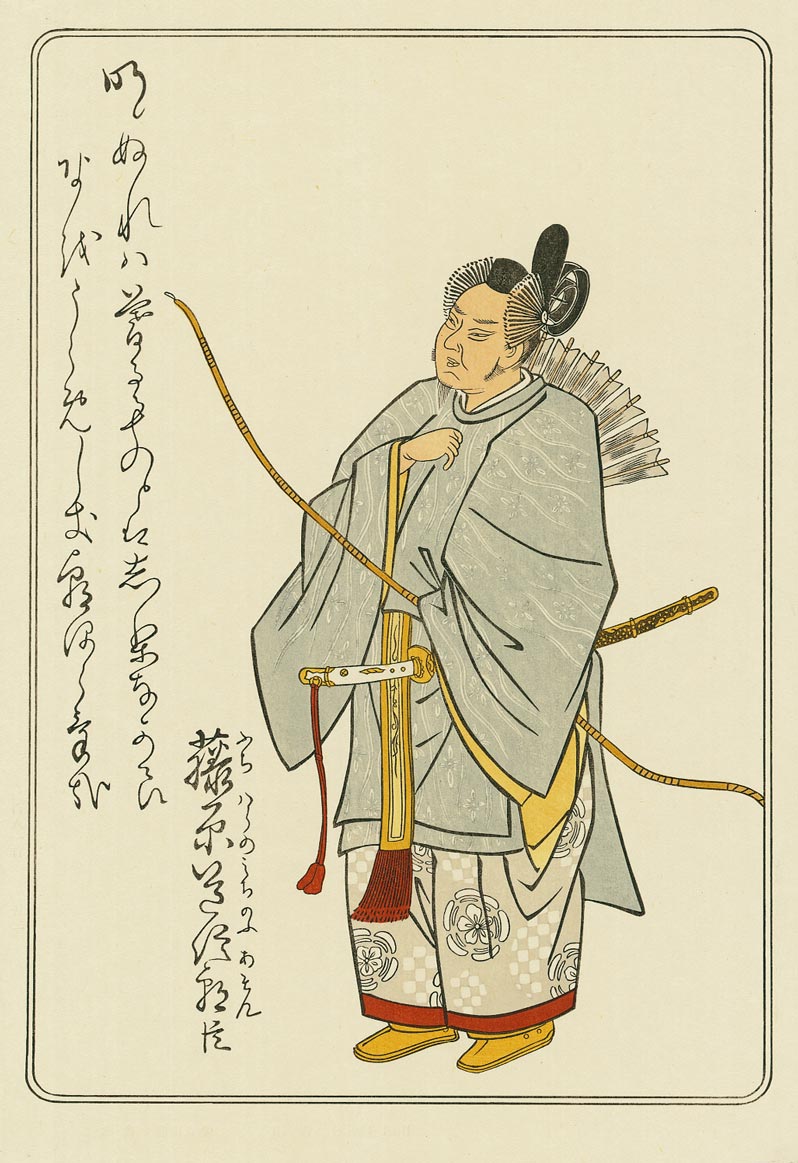 ふち ハらのみちのふ あそん
藤原道信朝臣
明ぬれハ暮るゝものとは志りなから
なをうらめしき朝ほらけ哉